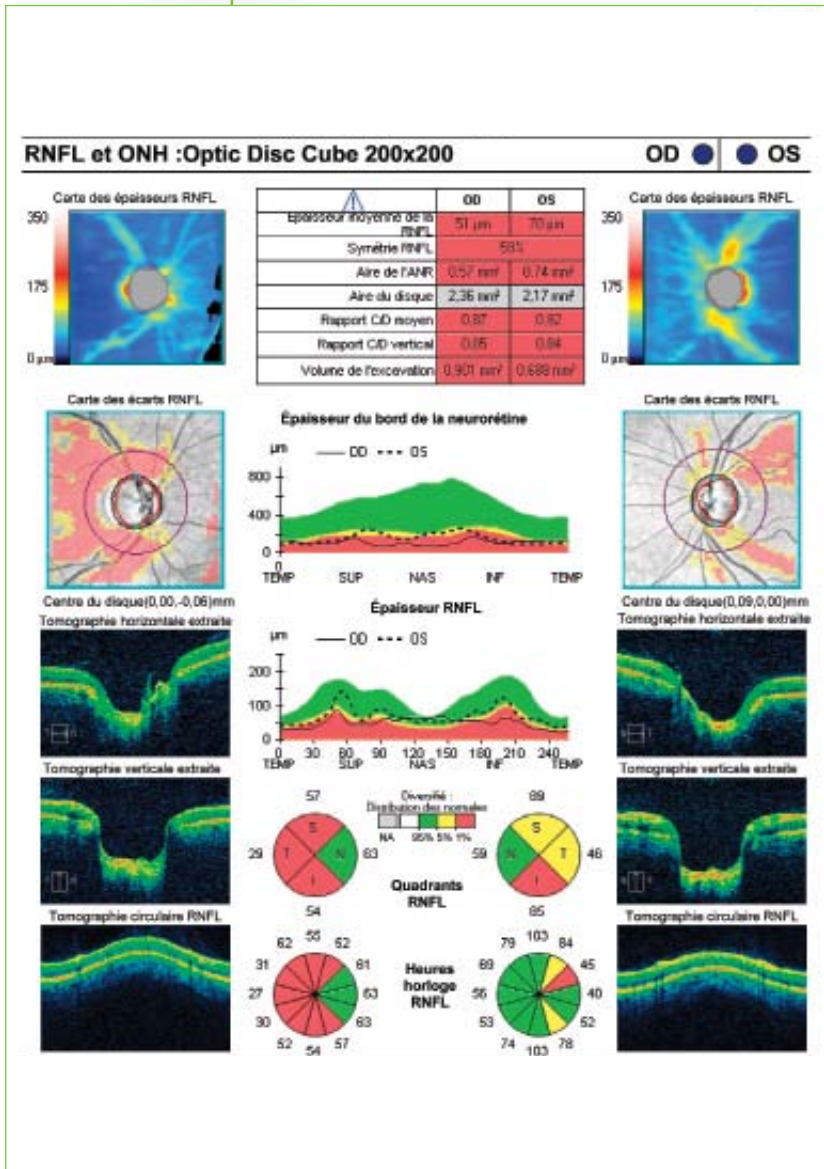 RNFL et ONH :Optic Disc Cube 200x200
OD OS
Carte des épaisseurs RNFL
350
175
0 µm
OD OS
Epaisseur moyenne de la RNFL 51 µm 70 µm
Symétrie RNFL
Aire de l'ANR 0,57 mm² 0,74 mm²
Aire du disque 2,36 mm² 2,17 mm²
Rapport C/D moyen 0,87 0,82
Rapport C/D vertical
Volume de l'excavation 0,901 mm³ 0,688 mm³
Carte des épaisseurs RNFL
350
175
0 µm
Carte des écarts RNFL
Centre du disque(0,00,-0,06)mm
Épaisseur du bord de la neurorétine
µm OD OS
800
400
0
0
TEMP SUP NAS INF TEMP
Carte des écarts RNFL
Centre du disque(0,09,0,00)mm
Tomographie horizontale extraite
Épaisseur RNFL
µm OD OS
200
100
0
0 30 60 90 120 150 180 210 240
TEMP SUP NAS INF TEMP
Tomographie horizontale extraite
Tomographie verticale extraite
57
29 S T N I 63
54
Diversifié :
Distribution des normales
NA 95% 5% 1%
Quadrants
RNFL
89
59 S N T I 46
Tomographie verticale extraite
Tomographie circulaire RNFL
62 55 52
31 61
27 53
30 63
52 54 57
Heures
horloge
RNFL
79 103 84
69 45
56 40
53 52
74 103 78
Tomographie circulaire RNFL